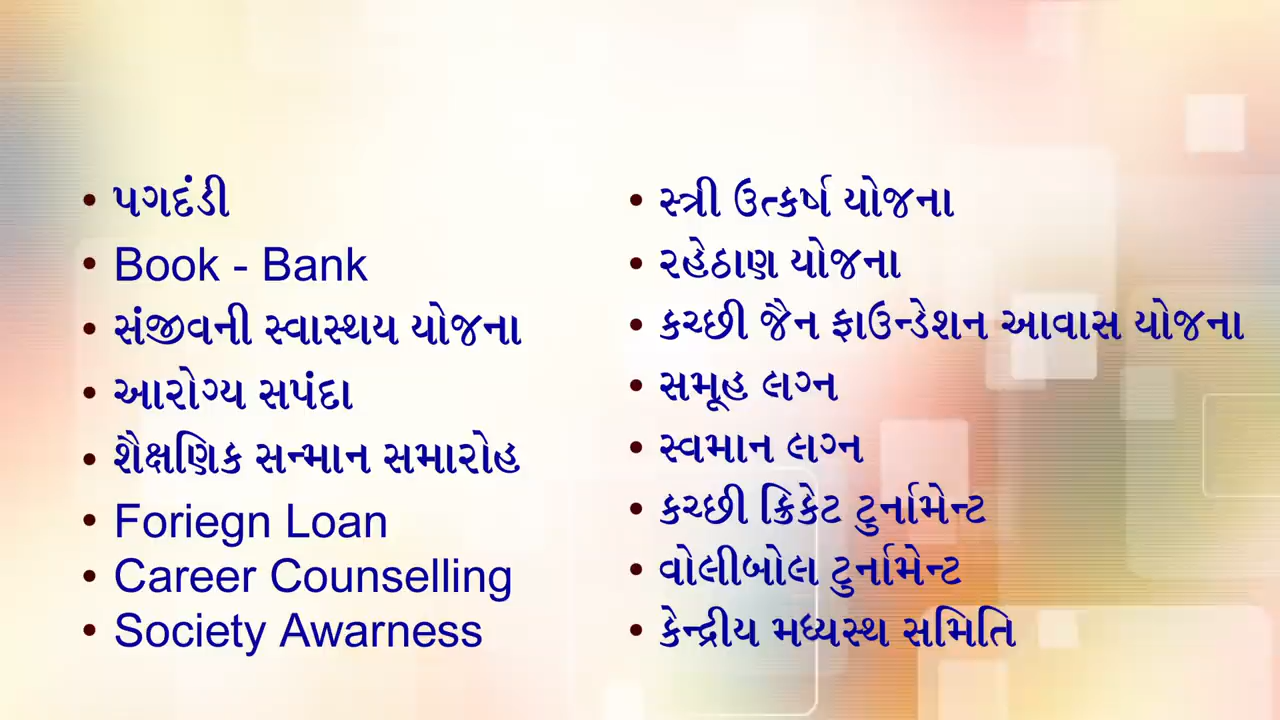 • પગદંડી
• Book - Bank
• સંજીવની સ્વાસ્થય યોજના
• આરોગ્ય સપંદા
• શૈક્ષણિક સન્માન સમારોહ
• Foriegn Loan
• Career Counselling
• Society Awarness
• સ્ત્રી ઉત્કર્ષ યોજના
• રહેઠાણ યોજના
• કચ્છી જૈન ફાઉન્ડેશન આવાસ યોજના
• સમૂહ લગ્ન
• સ્વમાન લગ્ન
• કચ્છી ક્રિકેટ ટુર્નામેન્ટ
• વોલીબોલ ટુર્નામેન્ટ
• કેન્દ્રીય મધ્યસ્થ સમિતિ